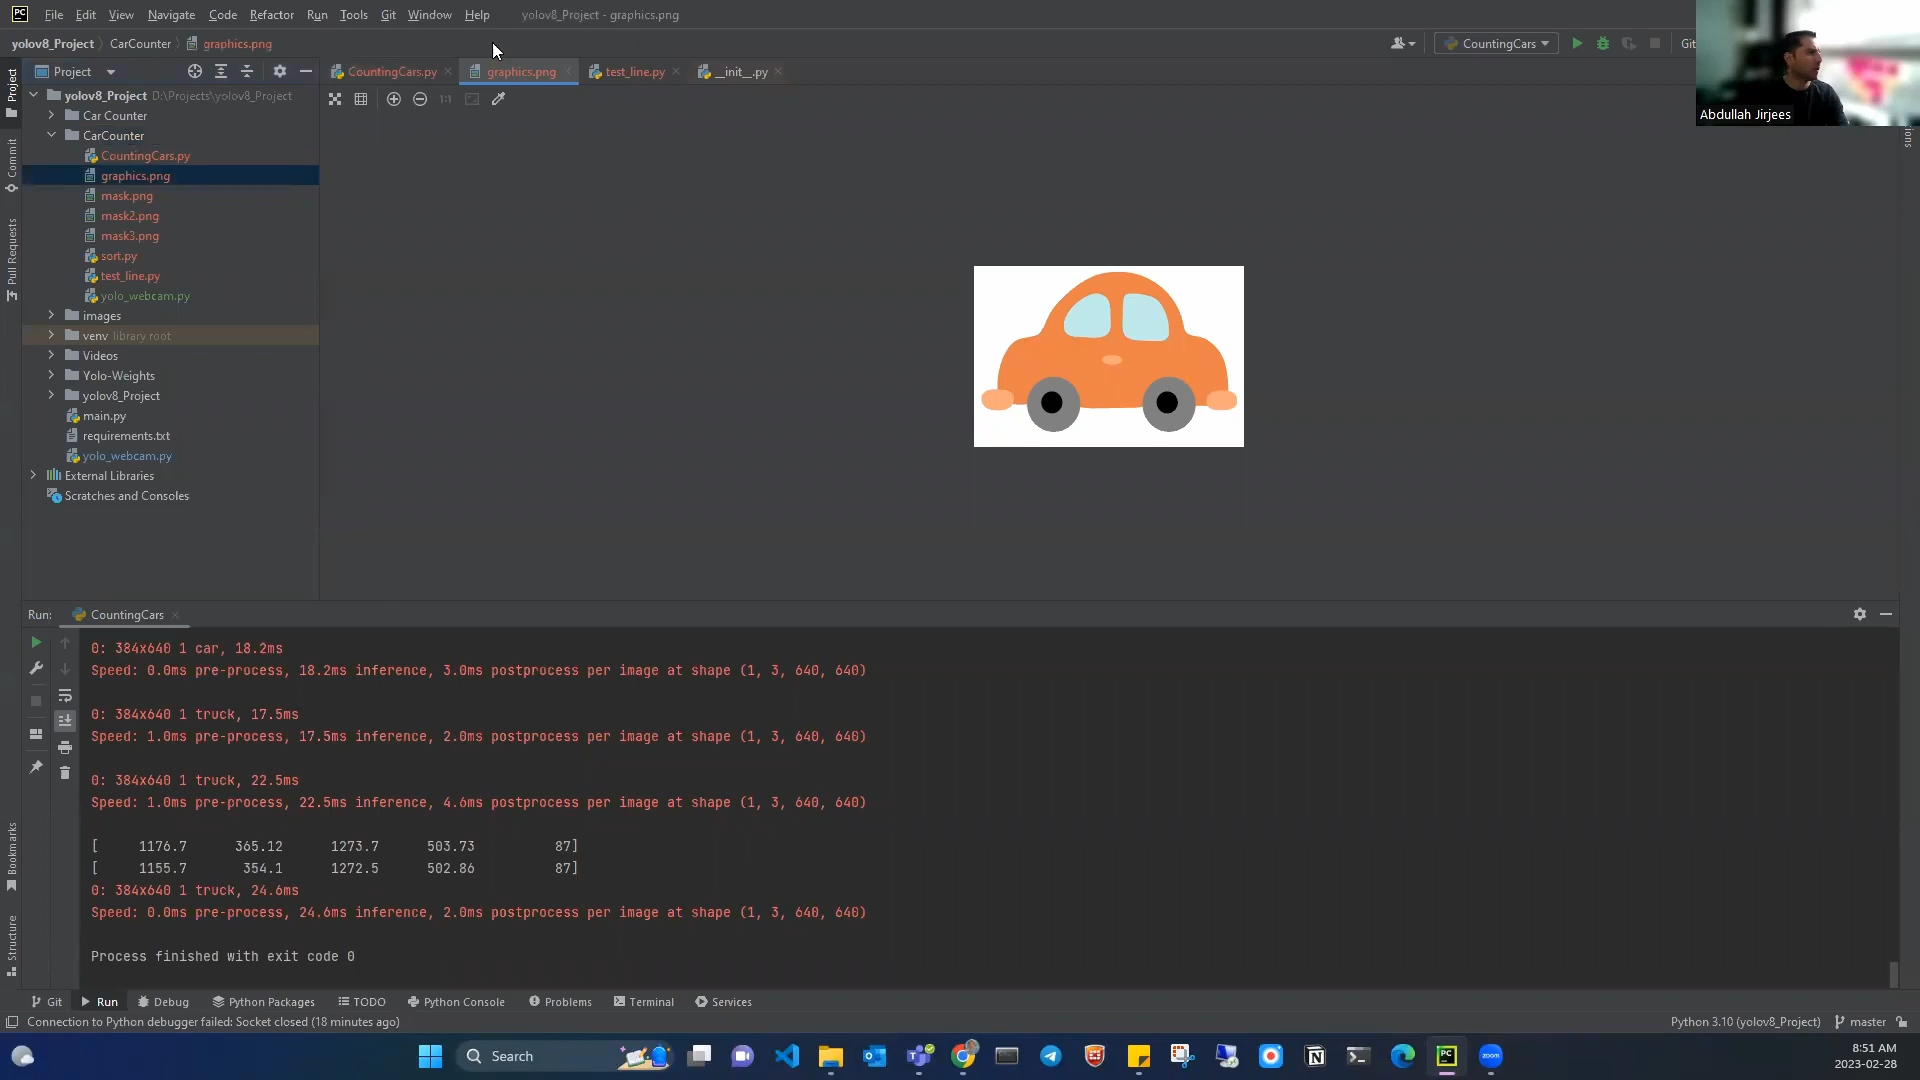 PC File Edit View Navigate Code Refactor Run Tools Git Window Help yolov8_Project - graphics.png
yolov8_Project CarCounter graphics.png CountingCars Git
Abdullah Jirjees
Project CountingCars.py graphics.png test_line.py __init__.py
Project
Commit
Pull Requests
Bookmarks
Structure
yolov8_Project D:\Projects\yolov8_Project
1:1
Car Counter
CarCounter
CountingCars.py
graphics.png
mask.png
mask2.png
mask3.png
sort.py
test_line.py
yolo_webcam.py
images
venv library root
Videos
Yolo-Weights
yolov8_Project
main.py
requirements.txt
yolo_webcam.py
External Libraries
Scratches and Consoles
Run: CountingCars
0: 384x640 1 car, 18.2ms
Speed: 0.0ms pre-process, 18.2ms inference, 3.0ms postprocess per image at shape (1, 3, 640, 640)
0: 384x640 1 truck, 17.5ms
Speed: 1.0ms pre-process, 17.5ms inference, 2.0ms postprocess per image at shape (1, 3, 640, 640)
0: 384x640 1 truck, 22.5ms
Speed: 1.0ms pre-process, 22.5ms inference, 4.6ms postprocess per image at shape (1, 3, 640, 640)
[ 1176.7 365.12 1273.7 503.73 87]
[ 1155.7 354.1 1272.5 502.86 87]
0: 384x640 1 truck, 24.6ms
Speed: 0.0ms pre-process, 24.6ms inference, 2.0ms postprocess per image at shape (1, 3, 640, 640)
Process finished with exit code 0
Git Run Debug Python Packages TODO Python Console Problems Terminal Services
Connection to Python debugger failed: Socket closed (18 minutes ago) Python 3.10 (yolov8_Project) master
Search
PC
zoom
8:51 AM
2023-02-28